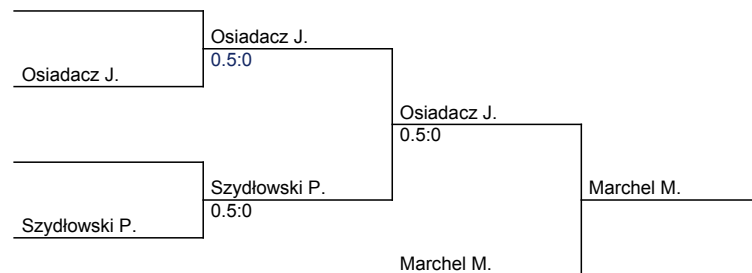 Osiadacz J.
0.5:0
Osiadacz J.
Osiadacz J.
0.5:0
Szydłowski P.
0.5:0
Marchel M.
Szydłowski P.
Marchel M.